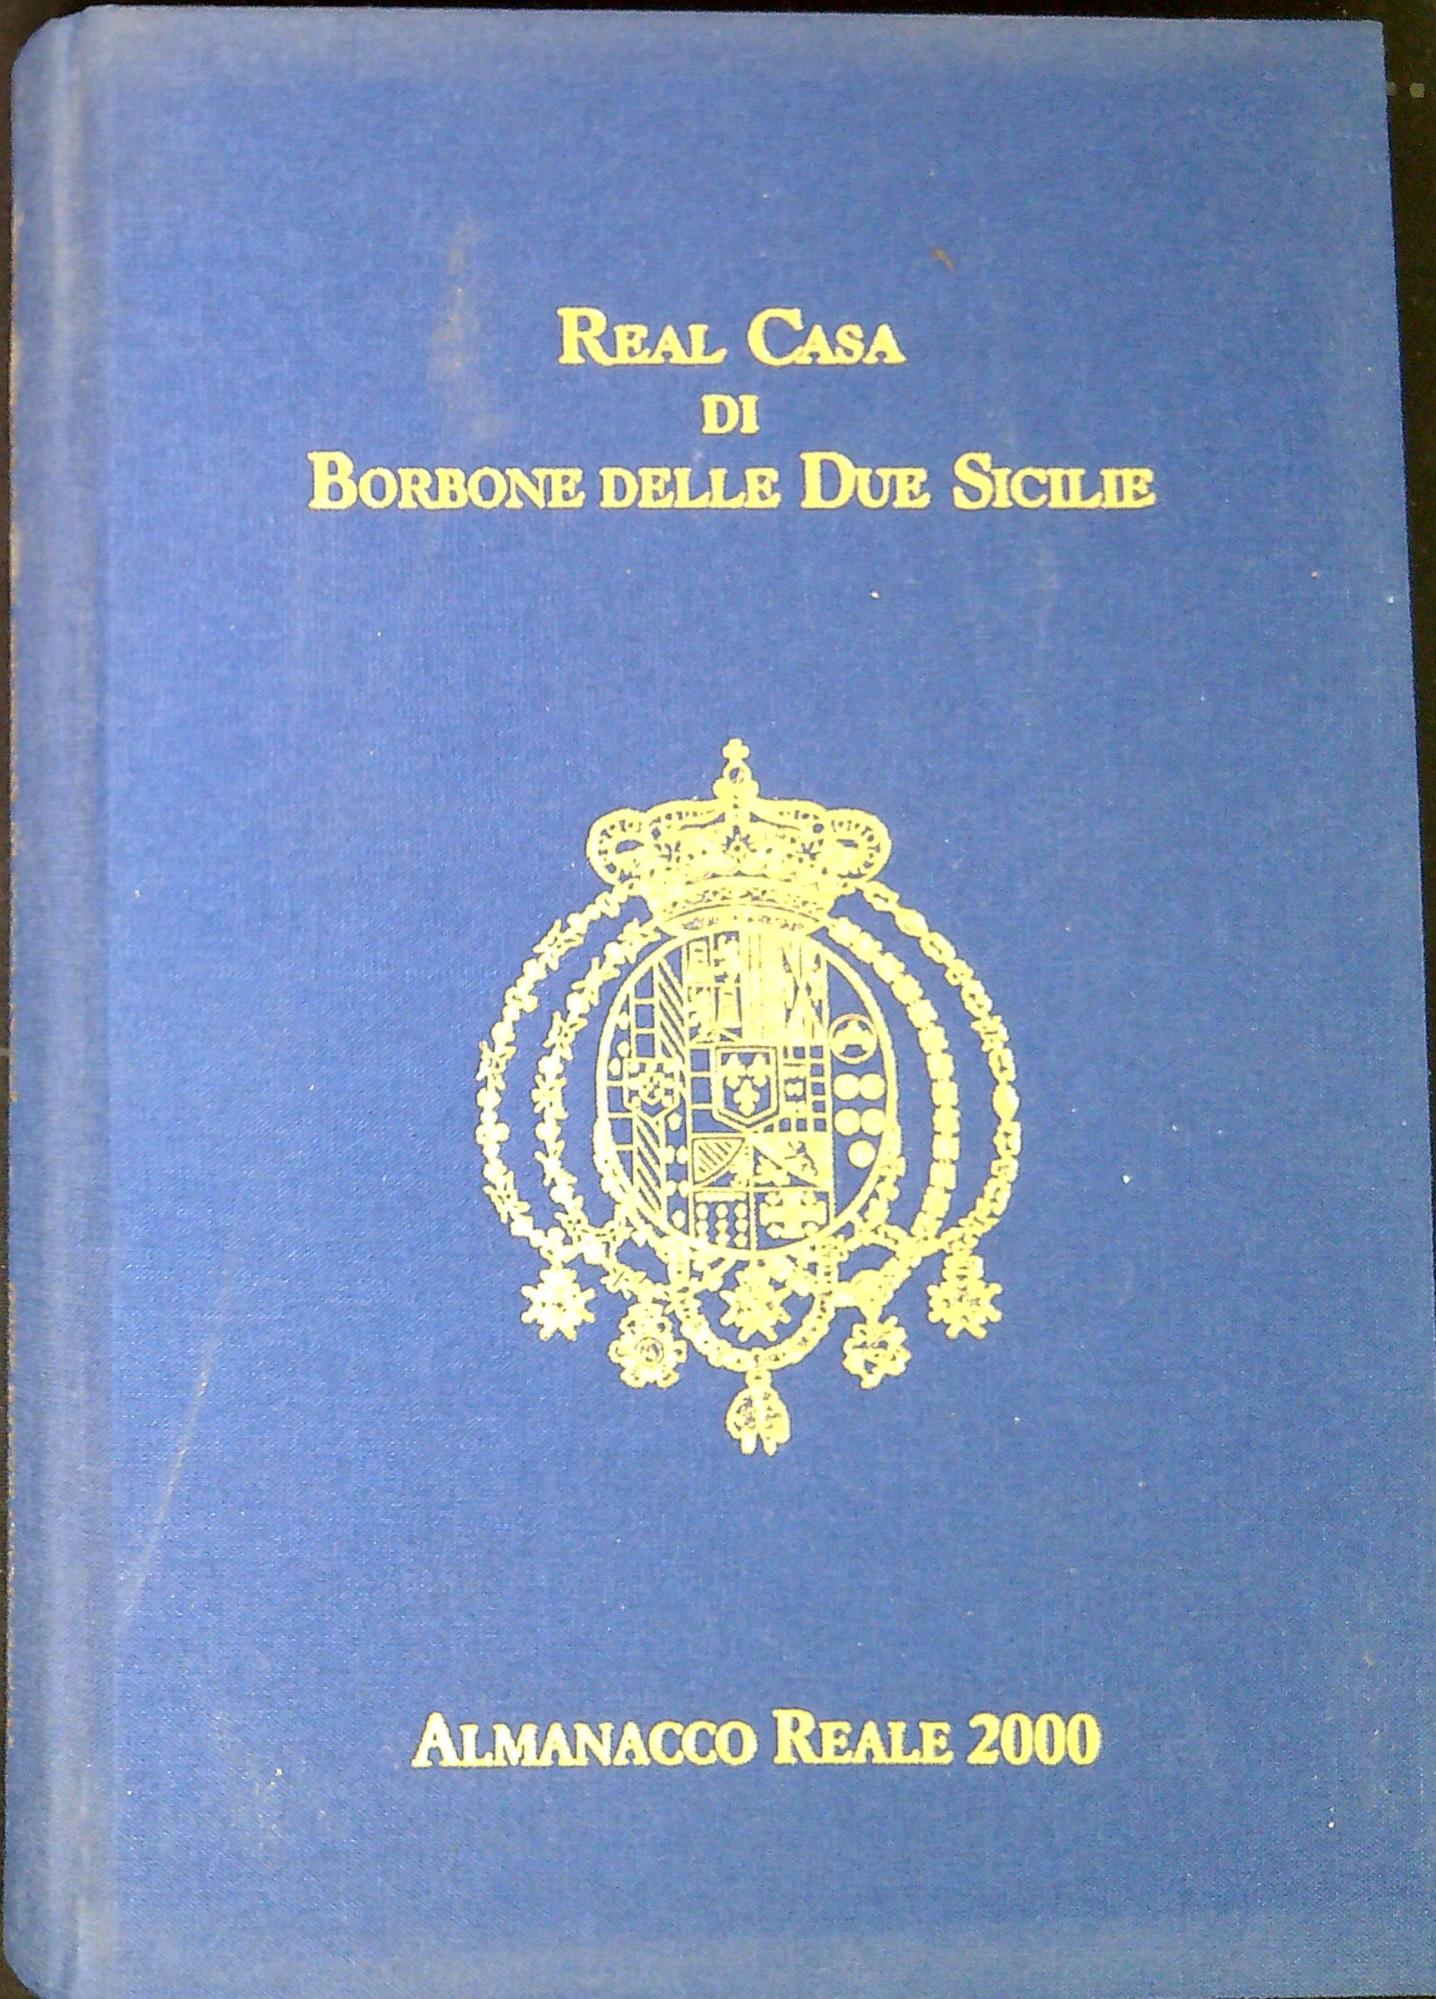 REAL CASA
DI
BORBONE DELLE DUE SICILIE
ALMANACCO REALE 2000